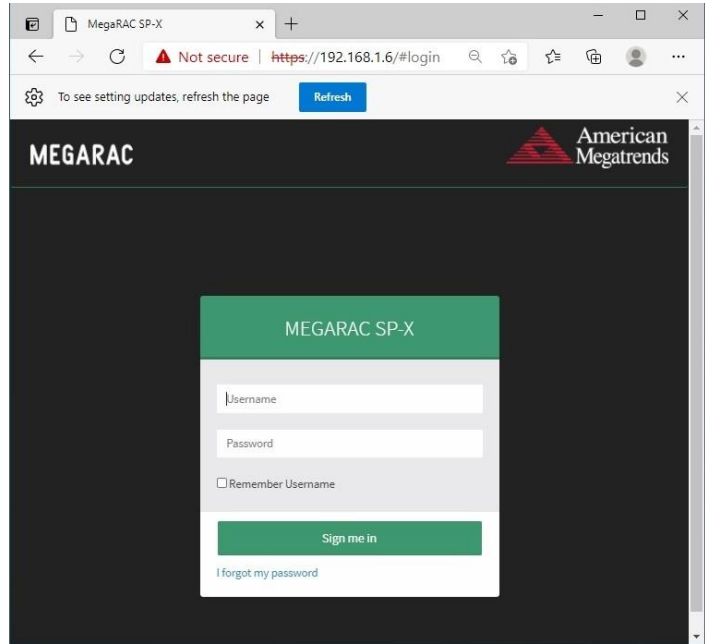 MegaRAC SP-X
Not secure | https://192.168.1.6/#login
To see setting updates, refresh the page Refresh
MEGARAC
American
Megatrends
MEGARAC SP-X
Username
Password
Remember Username
Sign me in
I forgot my password